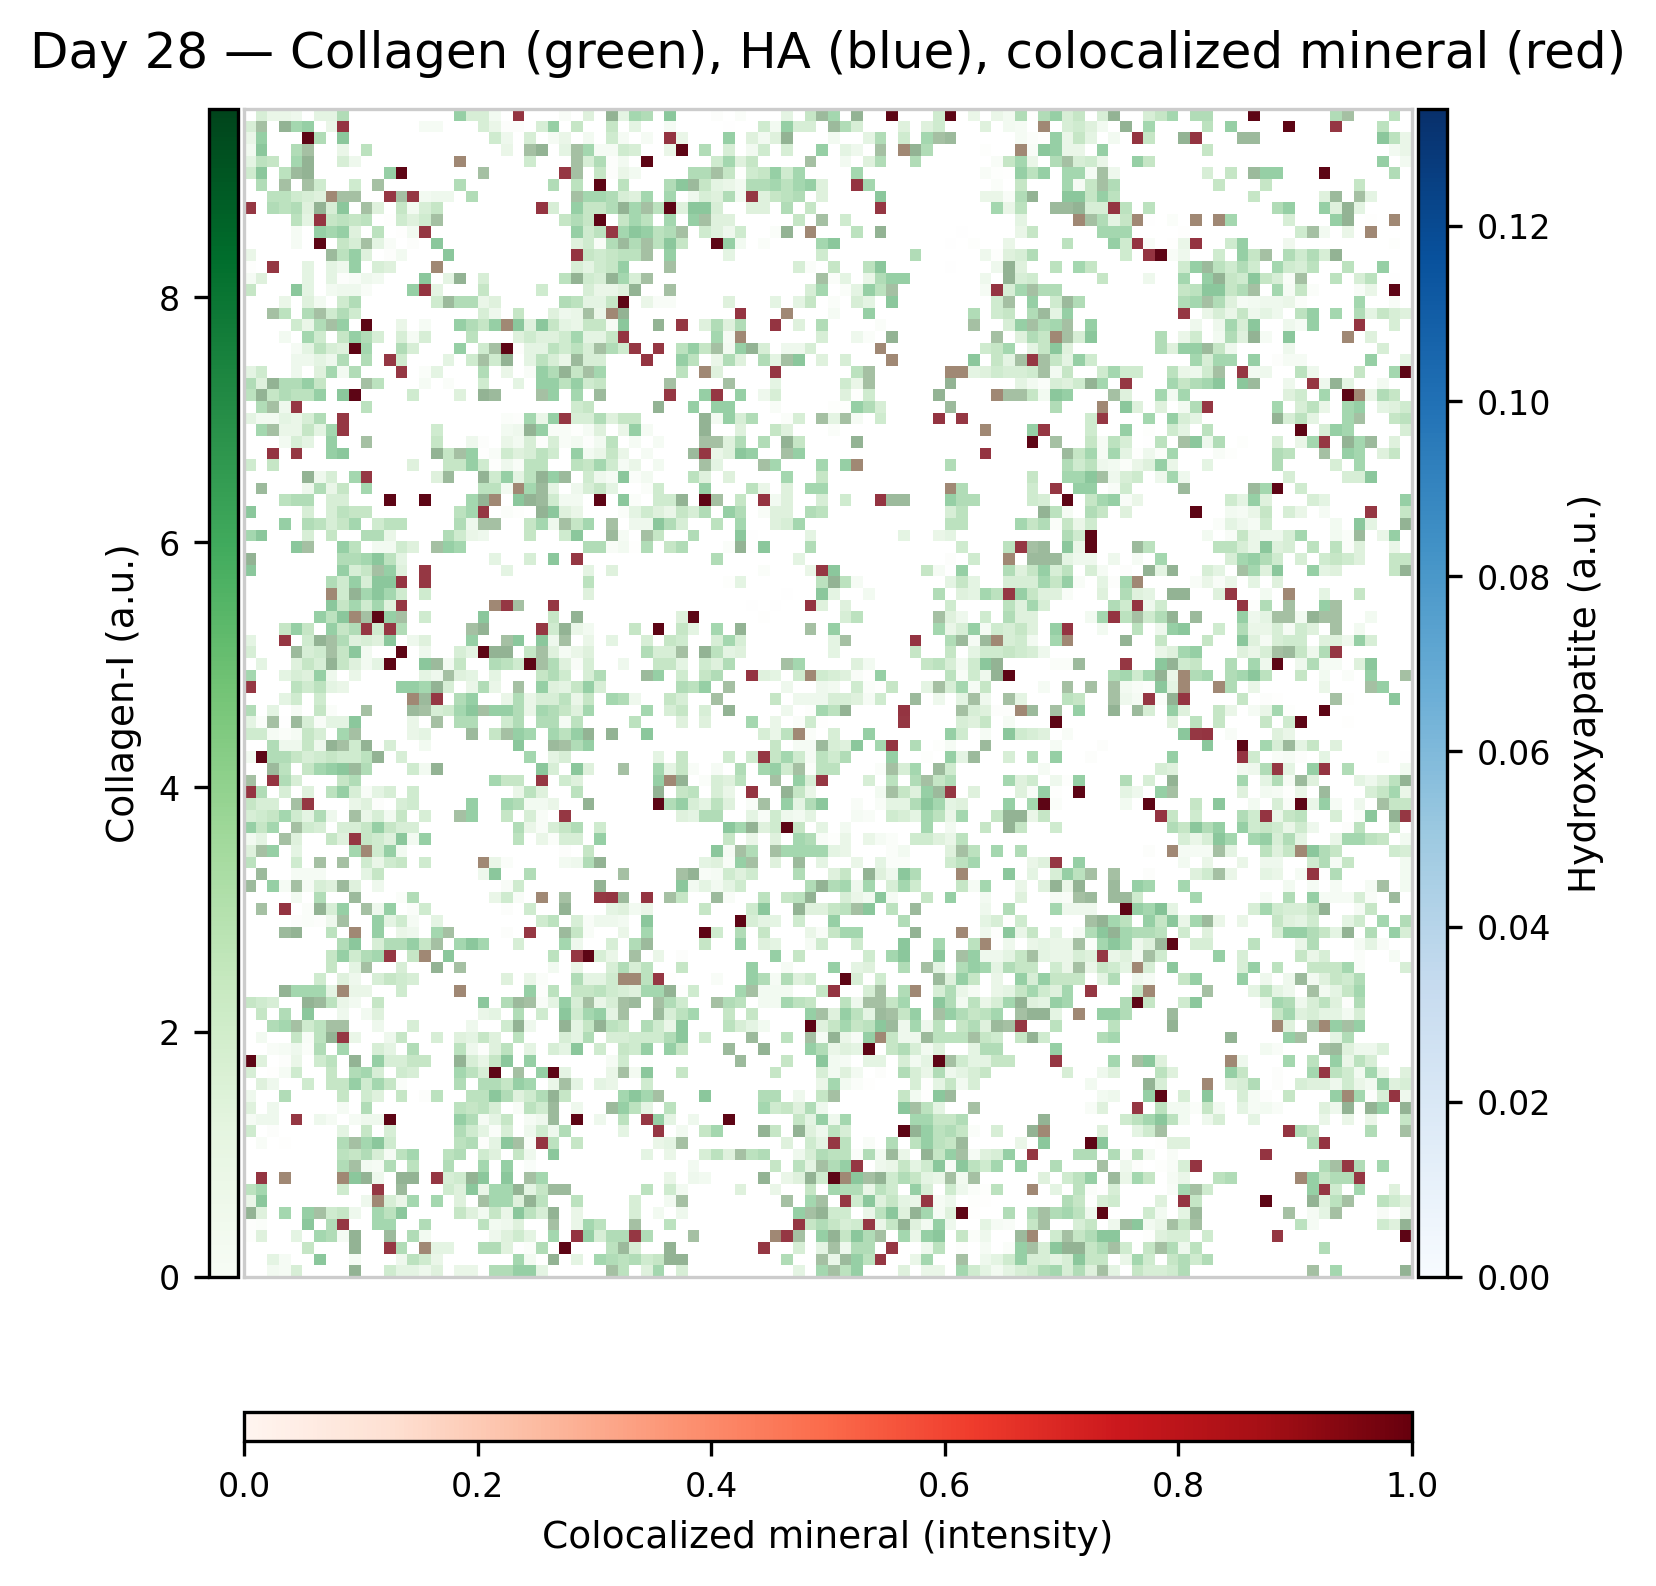 Day 28 — Collagen (green), HA (blue), colocalized mineral (red)
Collagen-I (a.u.)
8
6
4
2
0
0.12
0.10
0.08
0.06
0.04
0.02
0.00
Hydroxyapatite (a.u.)
0.0 0.2 0.4 0.6 0.8 1.0
Colocalized mineral (intensity)